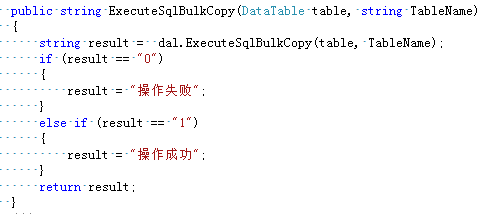 public string ExecuteSqlBulkCopy(DataTable table, string TableName)
{
string result = dal.ExecuteSqlBulkCopy(table, TableName);
if (result == "0")
{
result = "操作失败";
}
else if (result == "1")
{
result = "操作成功";
}
return result;
}